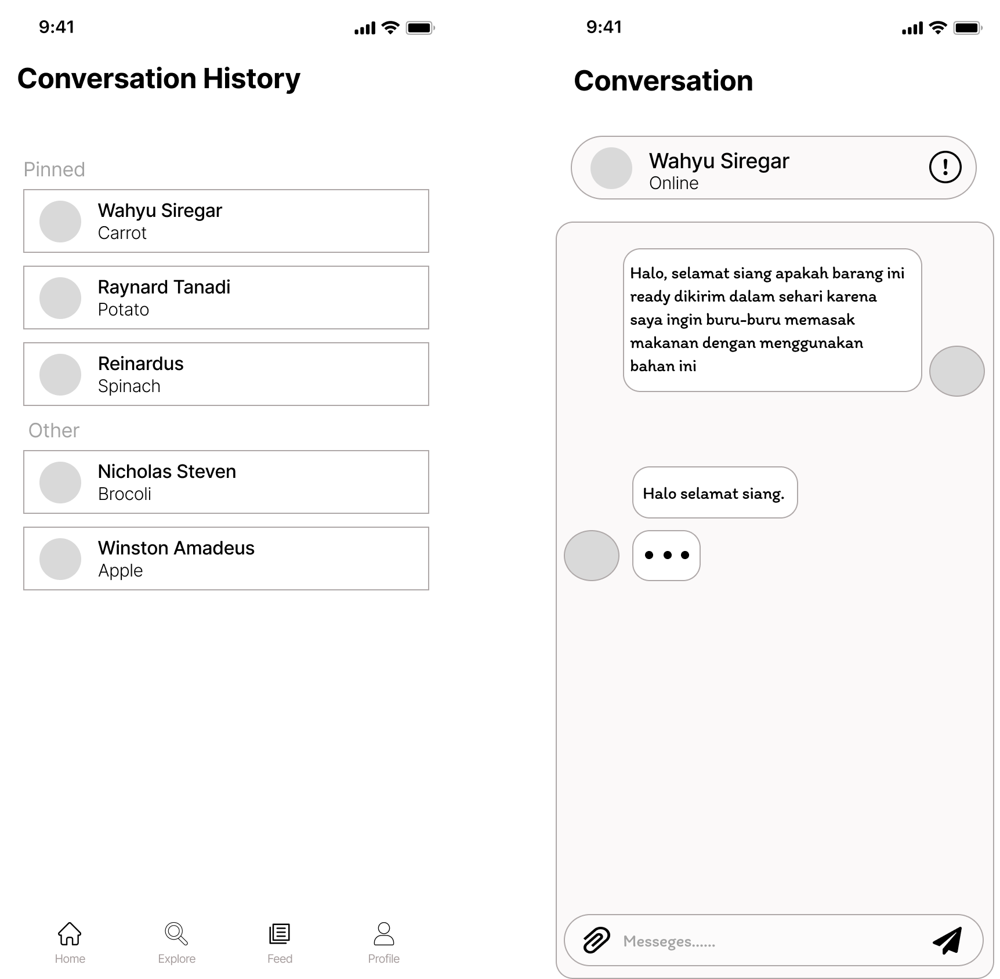 9:41
Conversation History
Pinned
Wahyu Siregar
Carrot
Raynard Tanadi
Potato
Reinardus
Spinach
Other
Nicholas Steven
Brocoli
Winston Amadeus
Apple
Home
Explore
Feed
Profile
9:41
Conversation
Wahyu Siregar
Online
Halo, selamat siang apakah barang ini
ready dikirim dalam sehari karena
saya ingin buru-buru memasak
makanan dengan menggunakan
bahan ini
Halo selamat siang.
Messeges......